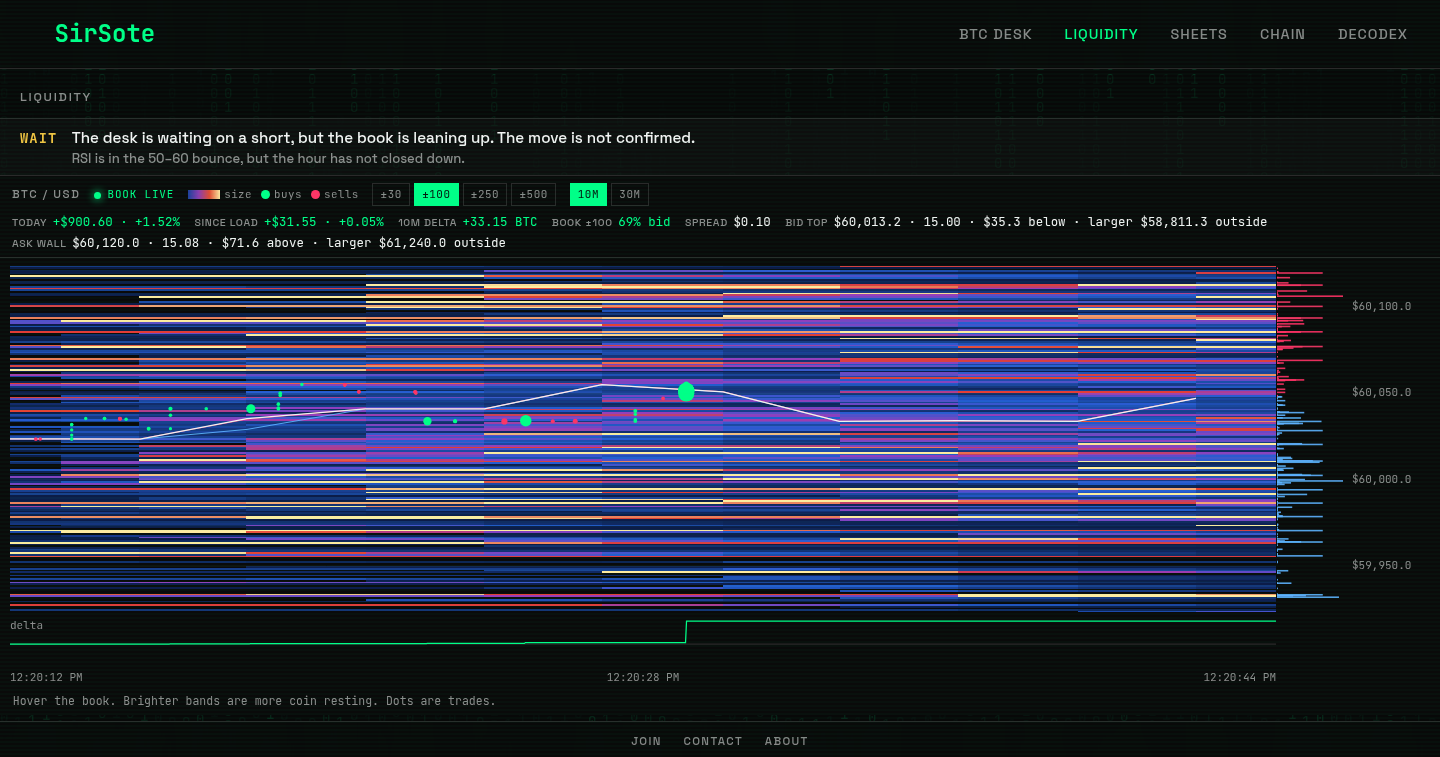 SirSote
BTC DESK LIQUIDITY SHEETS CHAIN DECODEX
LIQUIDITY
WAIT The desk is waiting on a short, but the book is leaning up. The move is not confirmed.
RSI is in the 50–60 bounce, but the hour has not closed down.
BTC / USD BOOK LIVE size buys sells ±30 ±100 ±250 ±500 10M 30M
TODAY +$900.60 · +1.52% SINCE LOAD +$31.55 · +0.05% 10M DELTA +33.15 BTC BOOK ±100 69% bid SPREAD $0.10 BID TOP $60,013.2 · 15.00 · $35.3 below · larger $58,811.3 outside
ASK WALL $60,120.0 · 15.08 · $71.6 above · larger $61,240.0 outside
$60,100.0
$60,050.0
$60,000.0
$59,950.0
delta
12:20:12 PM 12:20:28 PM 12:20:44 PM
Hover the book. Brighter bands are more coin resting. Dots are trades.
JOIN CONTACT ABOUT